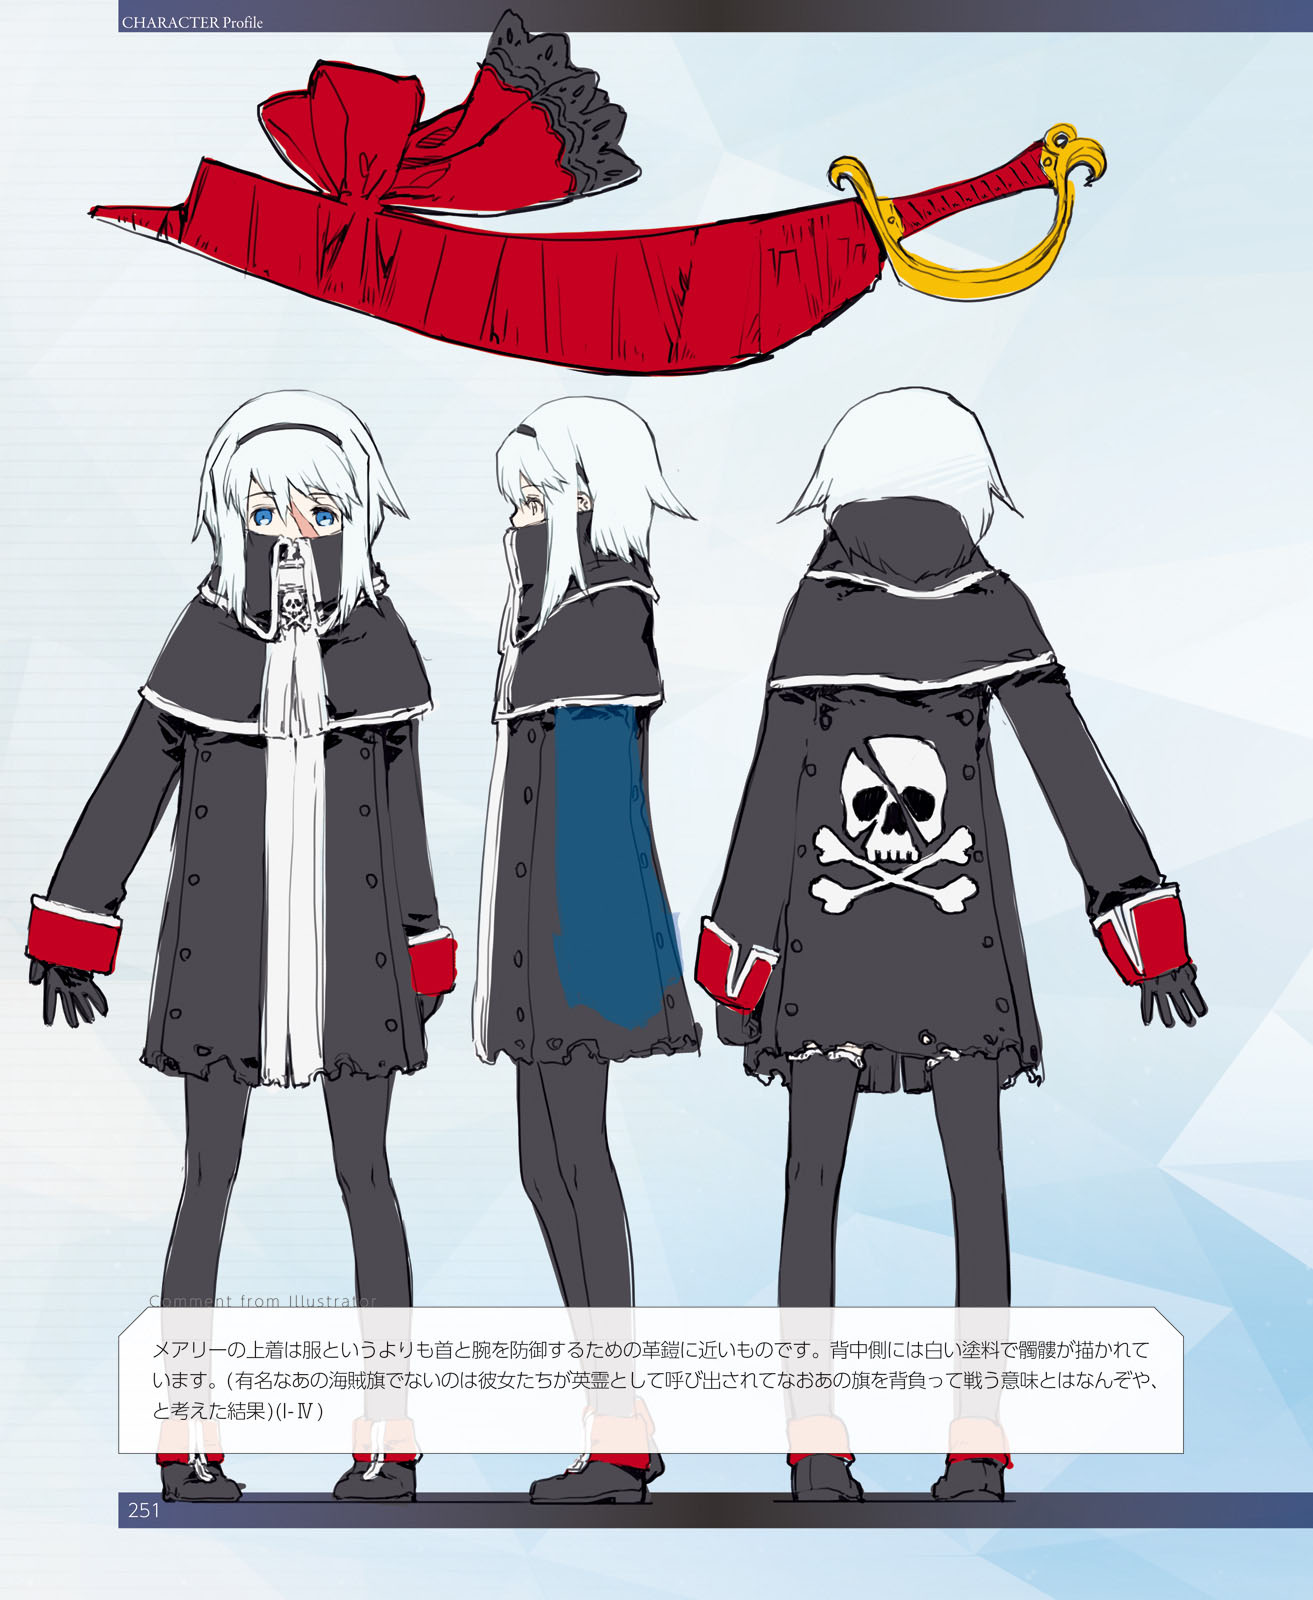 CHARACTER Profile
Comment from Illustrator
メアリーの上着は服というよりも首と腕を防御するための革鎧に近いものです。背中側には白い塗料で髑髏が描かれて
います。(有名なあの海賊旗でないのは彼女たちが英霊として呼び出されてなおあの旗を背負って戦う意味とはなんぞや、
と考えた結果)(I-Ⅳ)
251